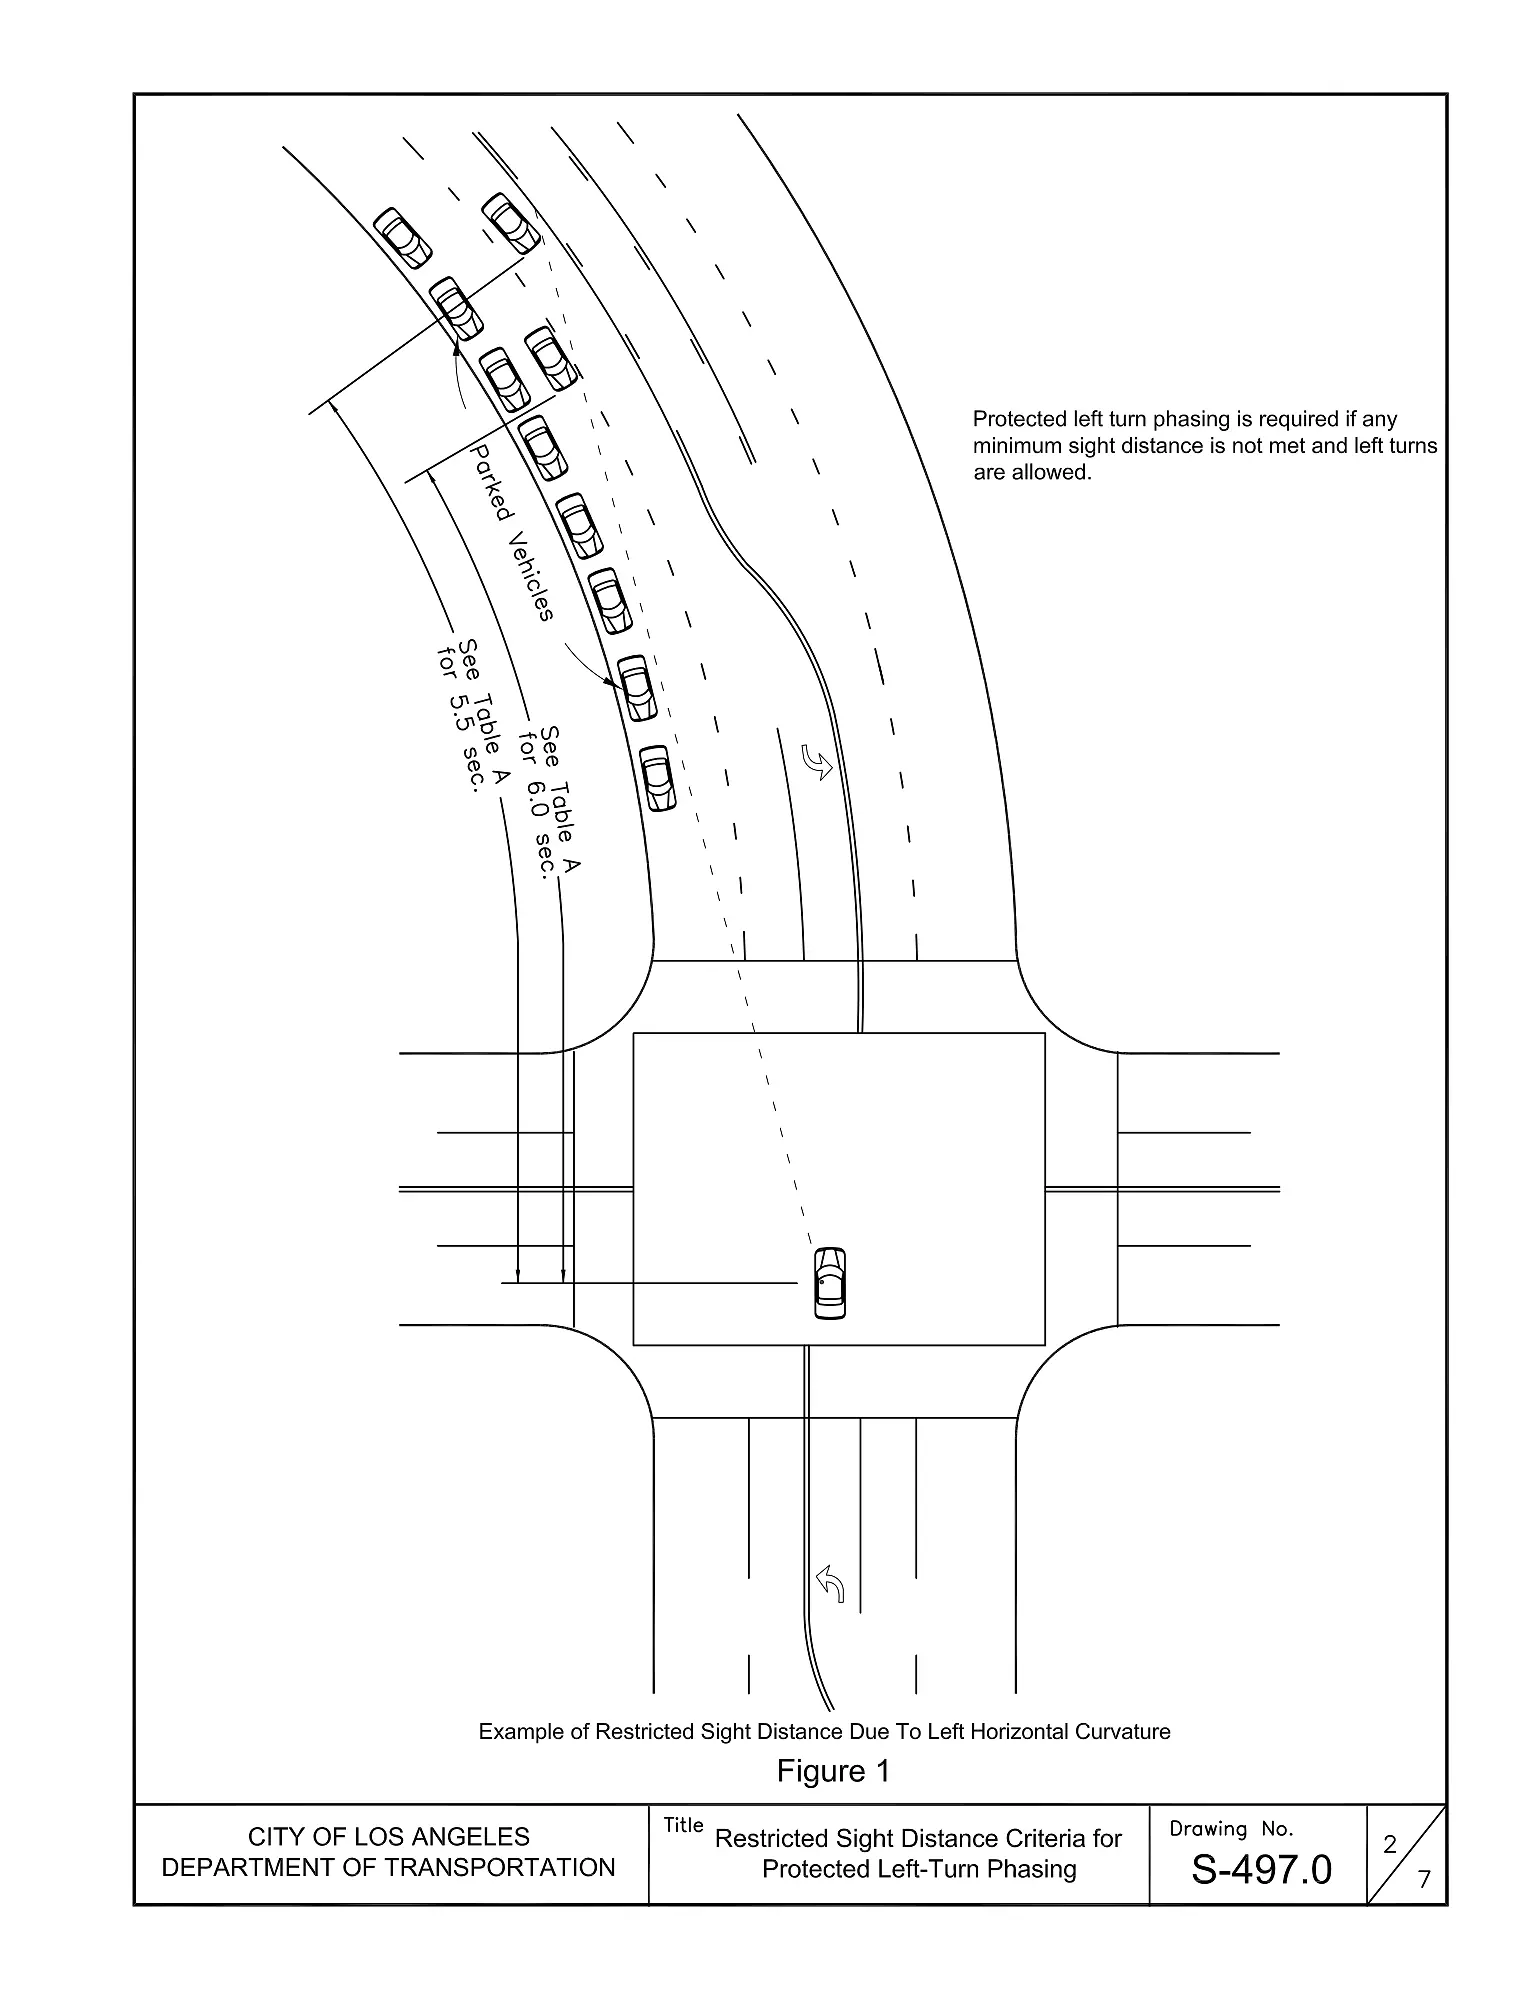 Protected left turn phasing is required if any
minimum sight distance is not met and left turns
are allowed.
Parked Vehicles
See Table A
for 5.5 sec.
See Table A
for 6.0 sec.
Example of Restricted Sight Distance Due To Left Horizontal Curvature
Figure 1
CITY OF LOS ANGELES
DEPARTMENT OF TRANSPORTATION
Title
Restricted Sight Distance Criteria for
Protected Left-Turn Phasing
Drawing No.
S-497.0
2
7